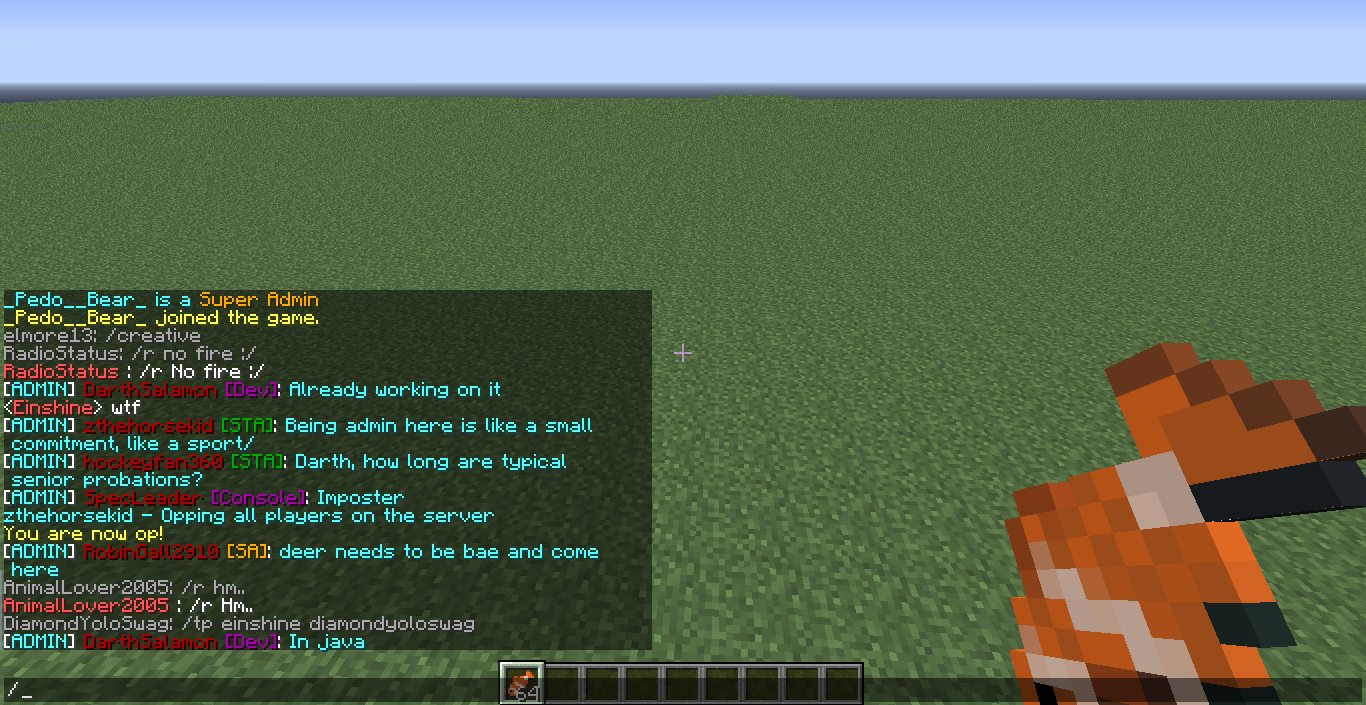 _Pedo__Bear_ is a Super Admin
_Pedo__Bear_ joined the game.
elmore13: /creative
RadioStatus: /r no fire :/
RadioStatus : /r No fire :/
[ADMIN] DarthSalamon [Dev]: Already working on it
<Einshine> wtf
[ADMIN] zthehorsekid [STA]: Being admin here is like a small
commitment, like a sport/
[ADMIN] hockeyfan360 [STA]: Darth, how long are typical
senior probations?
[ADMIN] SpecLeader [Console]: Imposter
zthehorsekid - Opping all players on the server
You are now op!
[ADMIN] RobinGall2910 [SA]: deer needs to be bae and come
here
AnimalLover2005: /r hm..
AnimalLover2005 : /r Hm..
DiamondYoloSwag: /tp einshine diamondyoloswag
[ADMIN] DarthSalamon [Dev]: In java
64
/_